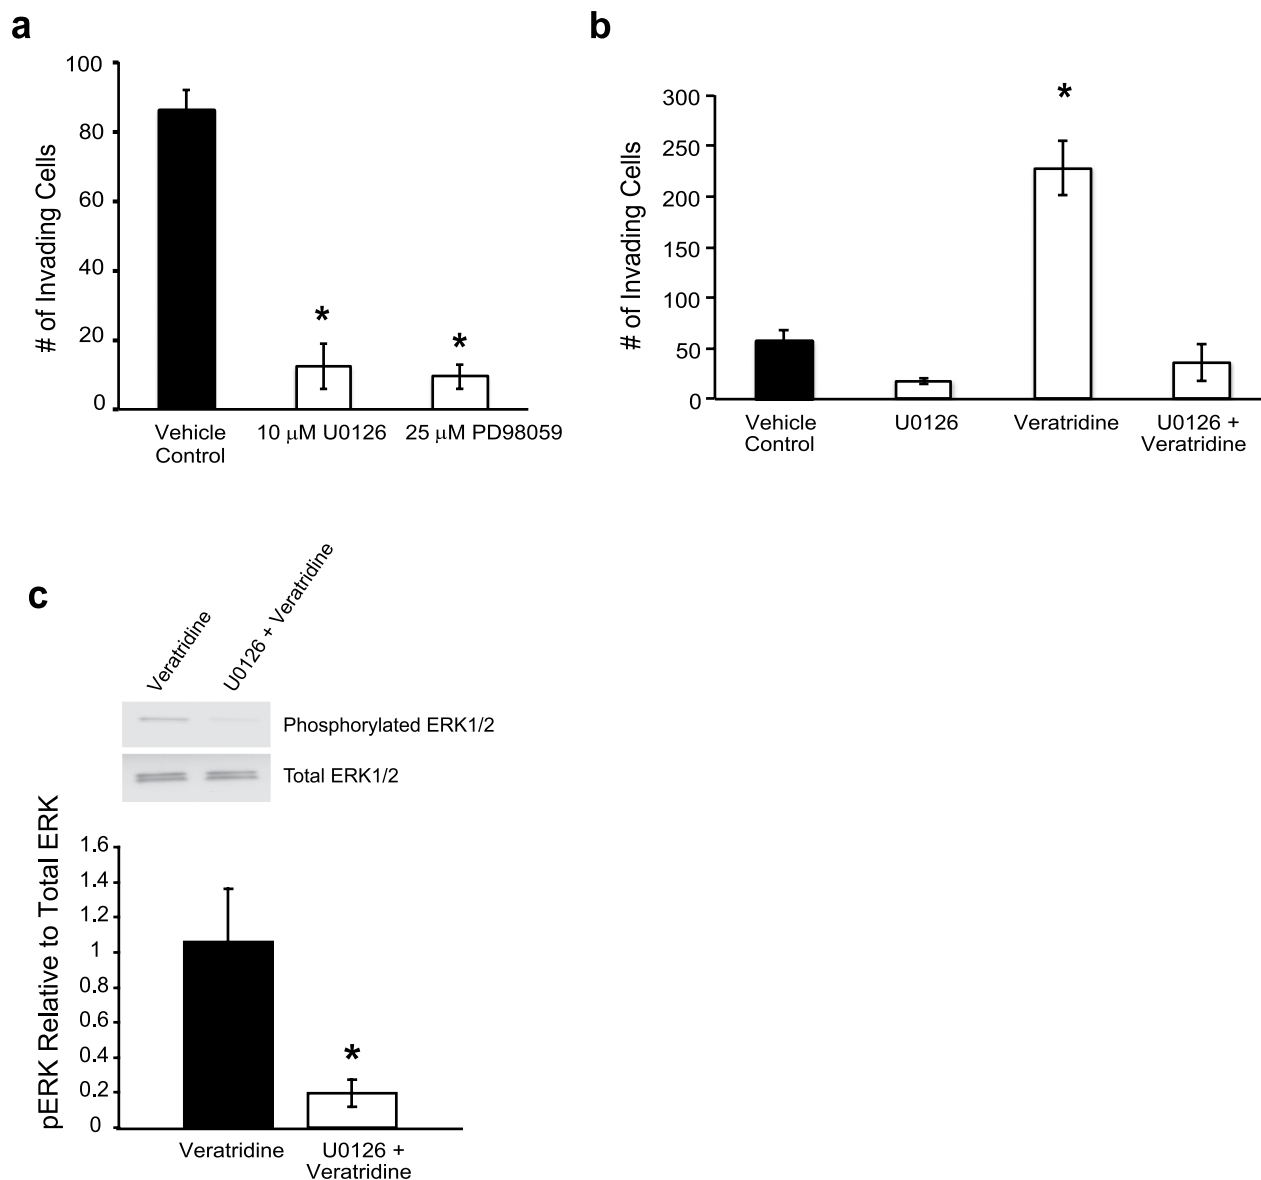 a
# of Invading Cells
100
80
60
40
20
0
*
*
Vehicle
Control
10 μM U0126
25 μM PD98059
b
# of Invading Cells
300
250
200
150
100
50
0
*
Vehicle
Control
U0126
Veratridine
U0126 +
Veratridine
c
Veratridine
U0126 + Veratridine
Phosphorylated ERK1/2
Total ERK1/2
pERK Relative to Total ERK
1.6
1.4
1.2
1
0.8
0.6
0.4
0.2
0
*
Veratridine
U0126 +
Veratridine